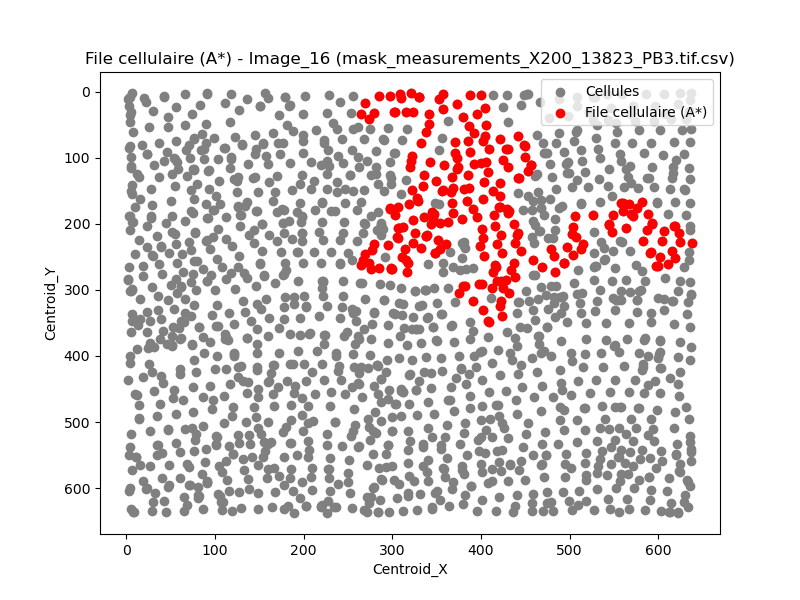 File cellulaire (A*) - Image_16 (mask_measurements_X200_13823_PB3.tif.csv)
Cellules
File cellulaire (A*)
Centroid_Y
0
100
200
300
400
500
600
0 100 200 300 400 500 600
Centroid_X